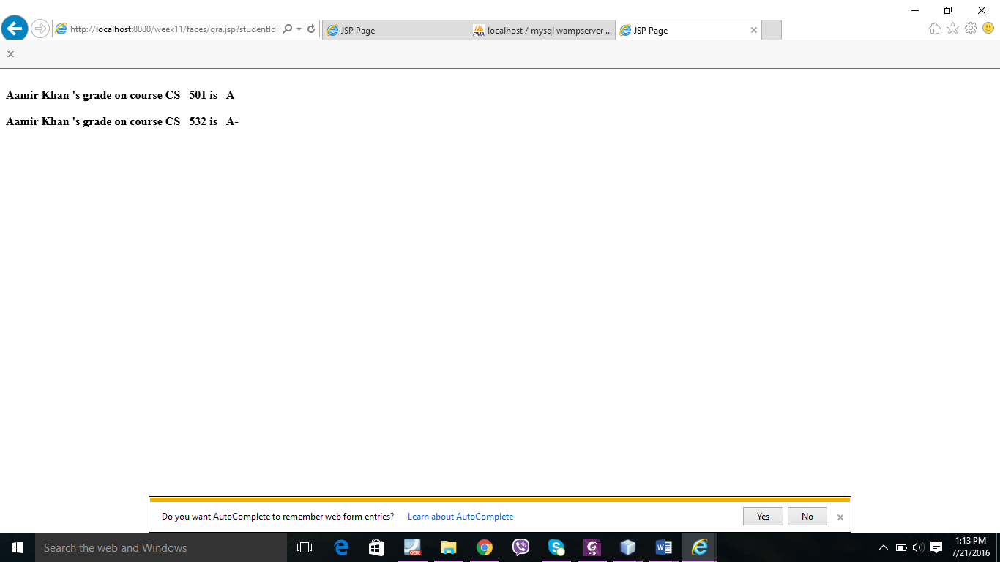 http://localhost:8080/week11/faces/gra.jsp?studentId=
JSP Page
localhost / mysql wampserver ...
JSP Page
Aamir Khan 's grade on course CS 501 is A
Aamir Khan 's grade on course CS 532 is A-
Do you want AutoComplete to remember web form entries? Learn about AutoComplete Yes No
Search the web and Windows
1:13 PM
7/21/2016